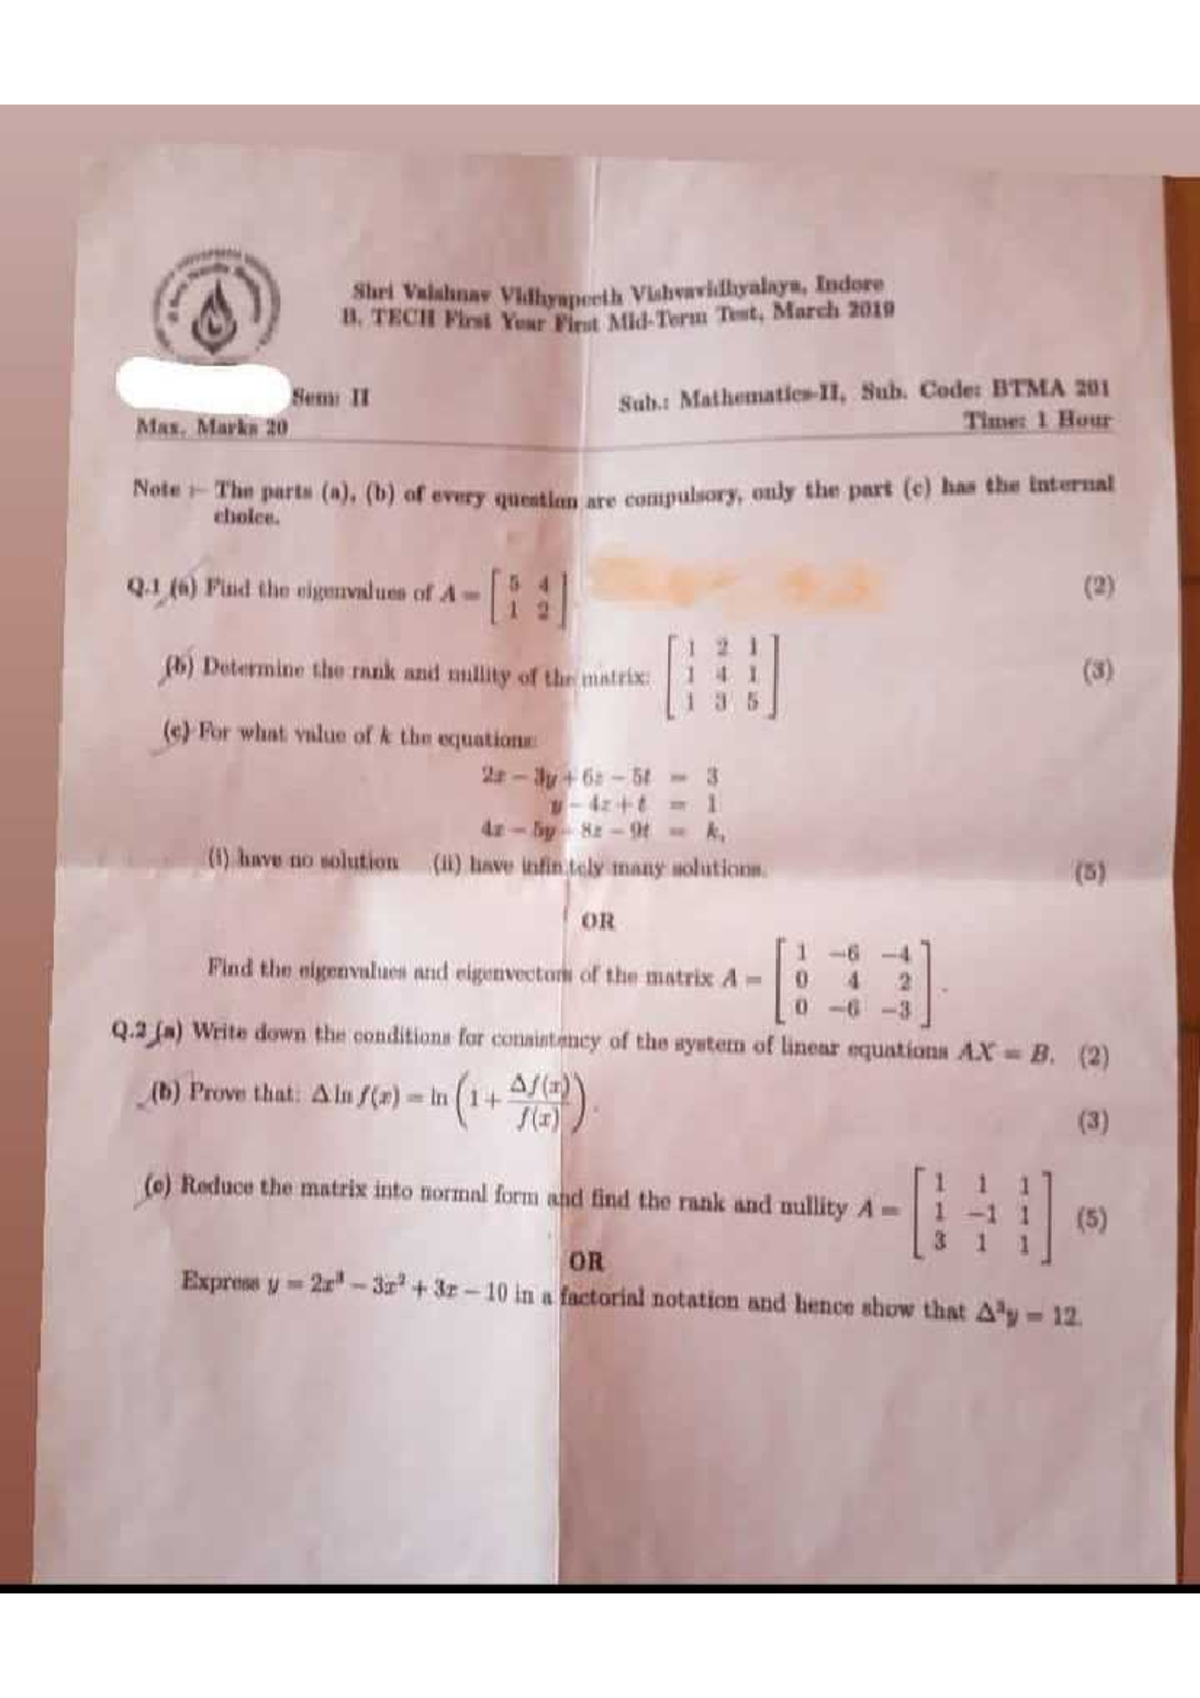 Shri Vaishnav Vidhyapeeth Vishvavidhyalaya, Indore
B. TECH First Year First Mid-Term Test, March 2019
Sem: II
Sub.: Mathematics-II, Sub. Code: BTMA 201
Max. Marks 20
Time: 1 Hour
Note :- The parts (a), (b) of every question are compulsory, only the part (c) has the internal
choice.
Q.1 (a) Find the eigenvalues of A = [5 4; 1 2] (2)
(b) Determine the rank and nullity of the matrix: [1 2 1; 1 4 1; 1 3 5] (3)
(c) For what value of k the equations:
2x − 3y + 6z − 5t = 3
y − 4z + t = 1
4x − 5y − 8z − 9t = k,
(i) have no solution (ii) have infinitely many solutions. (5)
OR
Find the eigenvalues and eigenvectors of the matrix A = [1 −6 −4; 0 4 2; 0 −6 −3].
Q.2 (a) Write down the conditions for consistency of the system of linear equations AX = B. (2)
(b) Prove that: Δ ln f(x) = ln (1 + Δf(x)/f(x)). (3)
(c) Reduce the matrix into normal form and find the rank and nullity A = [1 1 1; 1 −1 1; 3 1 1] (5)
OR
Express y = 2x³ − 3x² + 3x − 10 in a factorial notation and hence show that Δ³y = 12.